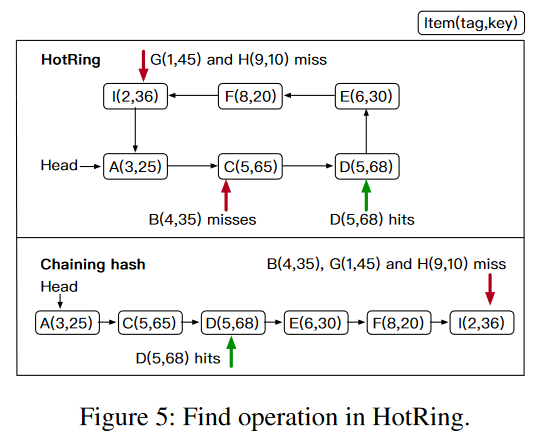 Item(tag,key)
HotRing
G(1,45) and H(9,10) miss
I(2,36)
F(8,20)
E(6,30)
Head
A(3,25)
C(5,65)
D(5,68)
B(4,35) misses
D(5,68) hits
Chaining hash
B(4,35), G(1,45) and H(9,10) miss
Head
A(3,25)
C(5,65)
D(5,68)
E(6,30)
F(8,20)
I(2,36)
D(5,68) hits
Figure 5: Find operation in HotRing.